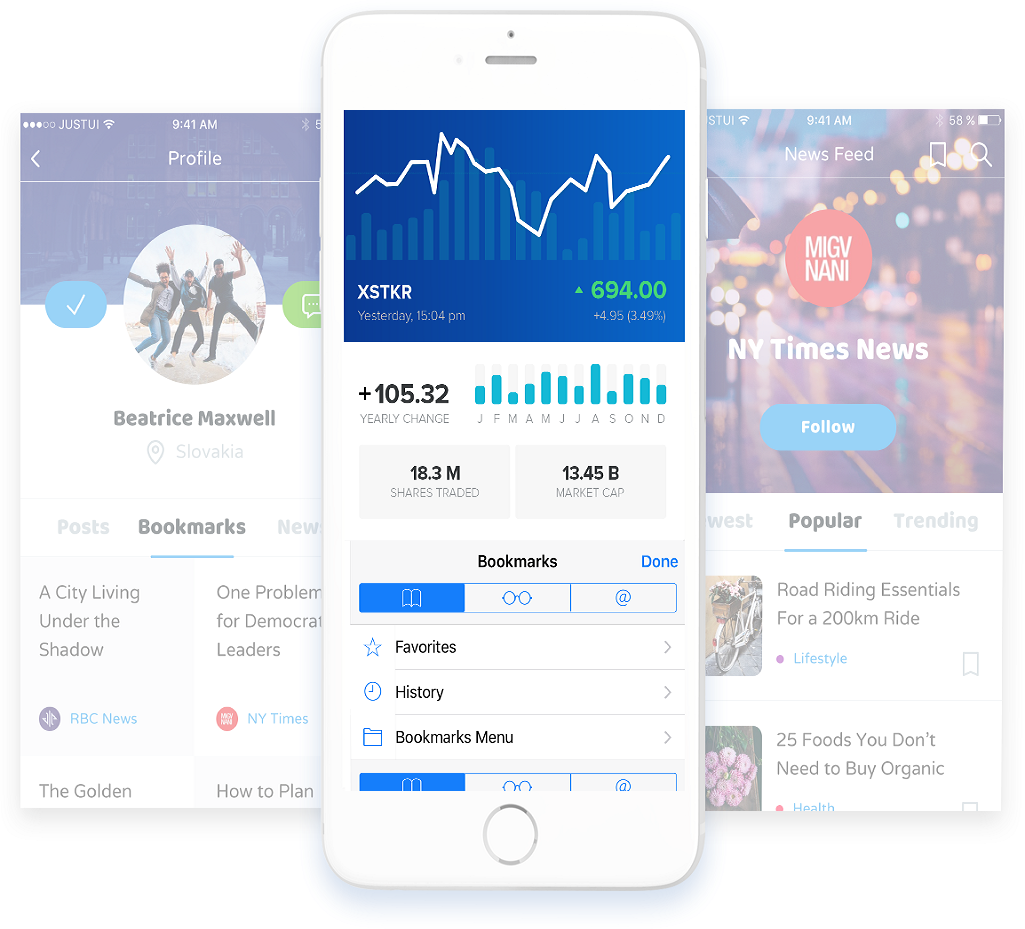 JUSTUI
9:41 AM
Profile
Beatrice Maxwell
Slovakia
Posts
Bookmarks
A City Living
Under the
Shadow
RBC News
One Problem
for Democrat
Leaders
MIGV
NANI
NY Times
The Golden
How to Plan
XSTKR
694.00
Yesterday, 15:04 pm
+4.95 (3.49%)
+105.32
YEARLY CHANGE
J F M A M J J A S O N D
18.3 M
SHARES TRADED
13.45 B
MARKET CAP
Bookmarks
Done
@
Favorites
History
Bookmarks Menu
@
STUI
9:41 AM
58 %
News Feed
MIGV
NANI
NY Times News
Follow
west
Popular
Trending
Road Riding Essentials
For a 200km Ride
Lifestyle
25 Foods You Don't
Need to Buy Organic
Health